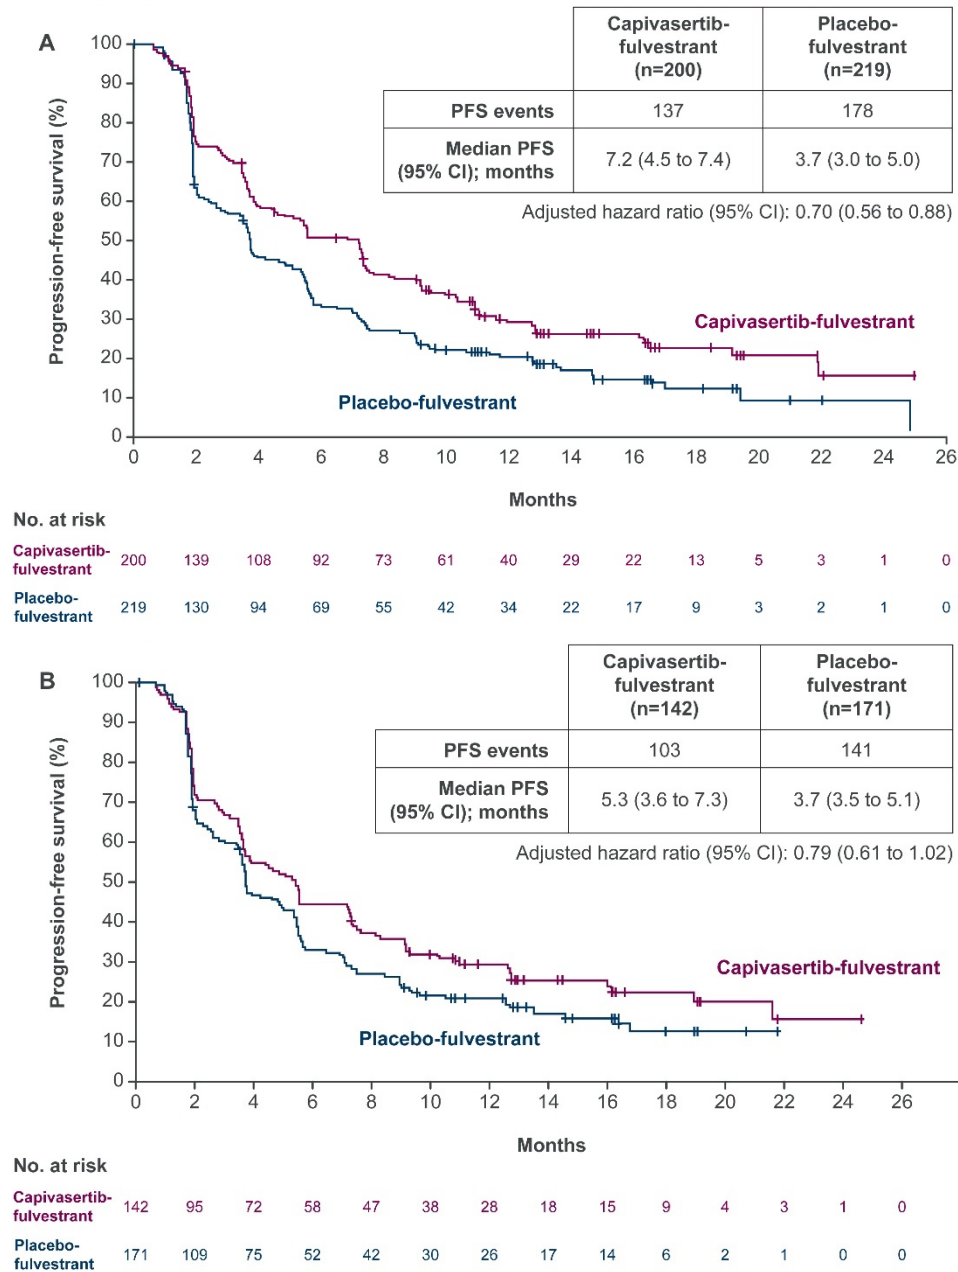 A
Capivasertib-
fulvestrant
(n=200)
Placebo-
fulvestrant
(n=219)
PFS events
137
178
Median PFS
(95% CI); months
7.2 (4.5 to 7.4)
3.7 (3.0 to 5.0)
Adjusted hazard ratio (95% CI): 0.70 (0.56 to 0.88)
Progression-free survival (%)
100
90
80
70
60
50
40
30
20
10
0
Capivasertib-fulvestrant
Placebo-fulvestrant
0 2 4 6 8 10 12 14 16 18 20 22 24 26
Months
No. at risk
Capivasertib-
fulvestrant
200 139 108 92 73 61 40 29 22 13 5 3 1 0
Placebo-
fulvestrant
219 130 94 69 55 42 34 22 17 9 3 2 1 0
B
Capivasertib-
fulvestrant
(n=142)
Placebo-
fulvestrant
(n=171)
PFS events
103
141
Median PFS
(95% CI); months
5.3 (3.6 to 7.3)
3.7 (3.5 to 5.1)
Adjusted hazard ratio (95% CI): 0.79 (0.61 to 1.02)
Progression-free survival (%)
100
90
80
70
60
50
40
30
20
10
0
Capivasertib-fulvestrant
Placebo-fulvestrant
0 2 4 6 8 10 12 14 16 18 20 22 24 26
Months
No. at risk
Capivasertib-
fulvestrant
142 95 72 58 47 38 28 18 15 9 4 3 1 0
Placebo-
fulvestrant
171 109 75 52 42 30 26 17 14 6 2 1 0 0